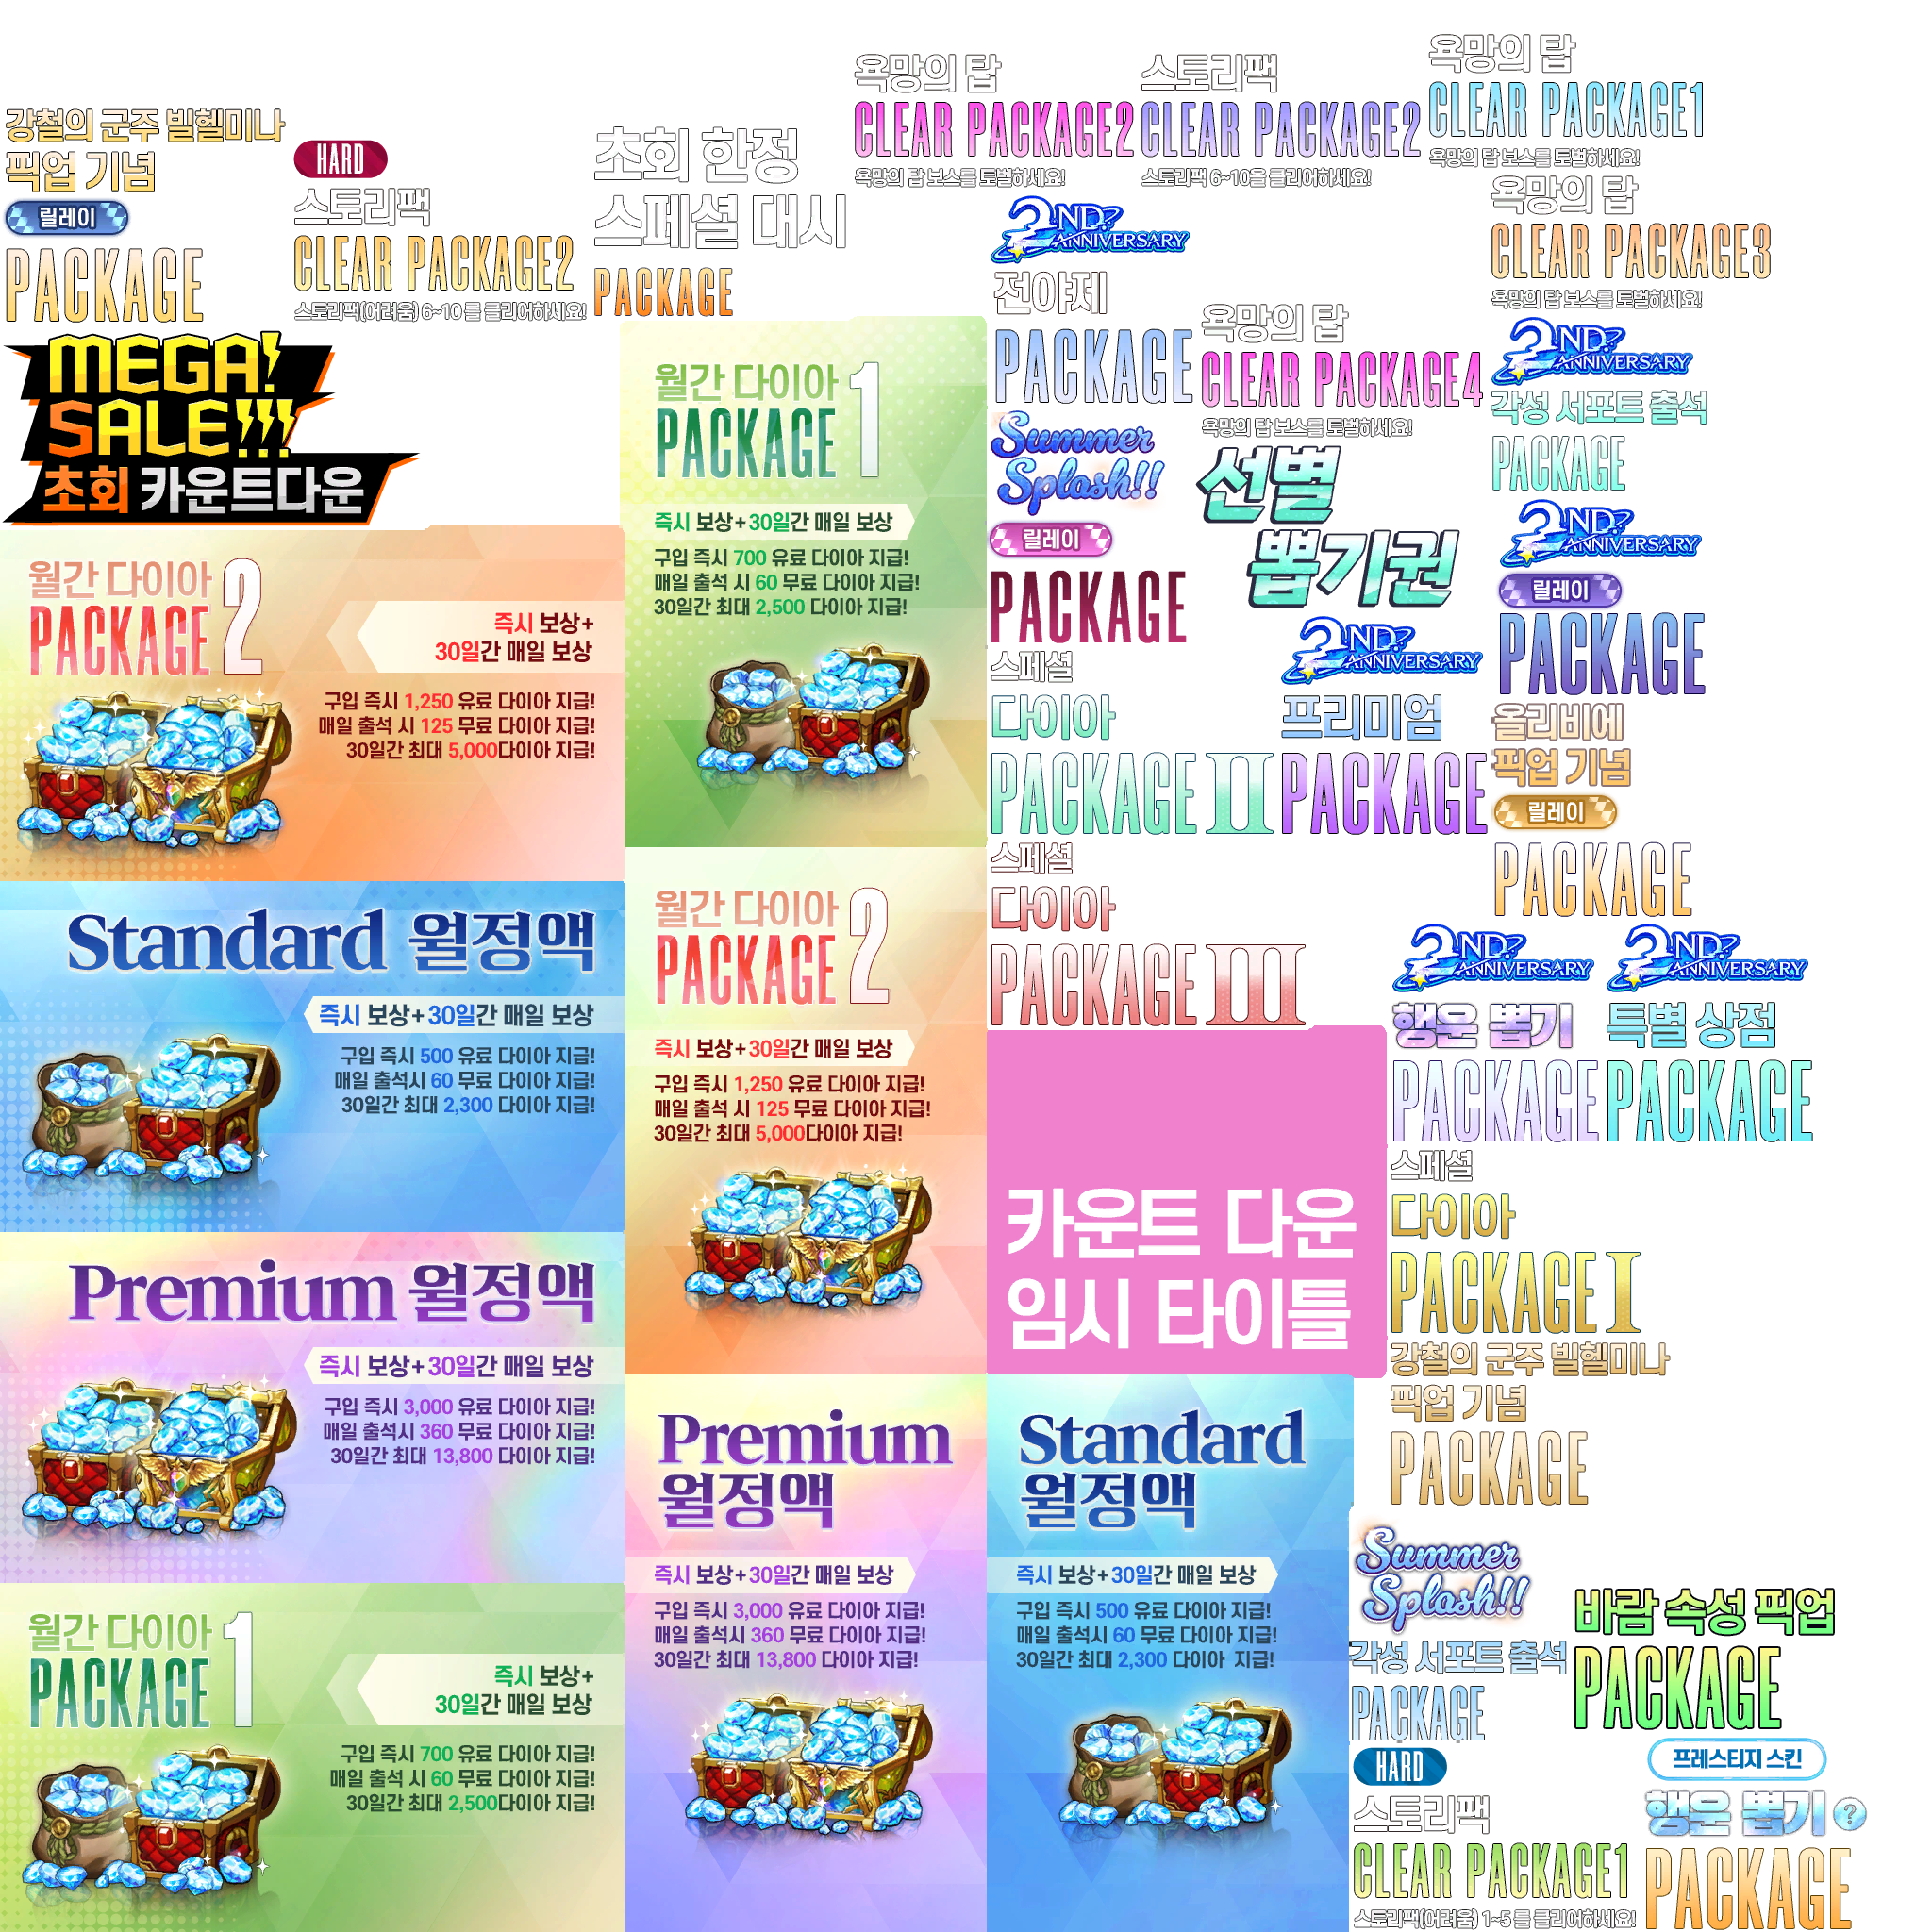 강철의 군주 빌헬미나
픽업 기념
릴레이
PACKAGE
HARD
스토리팩
CLEAR PACKAGE2
스토리팩(어려움) 6~10 를 클리어하세요!
초회 한정
스페셜 대시
PACKAGE
욕망의 탑
CLEAR PACKAGE2
욕망의 탑 보스를 토벌하세요!
스토리팩
CLEAR PACKAGE2
스토리팩 6~10을 클리어하세요!
욕망의 탑
CLEAR PACKAGE1
욕망의 탑 보스를 토벌하세요!
욕망의 탑
CLEAR PACKAGE3
욕망의 탑 보스를 토벌하세요!
2ND
ANNIVERSARY
전야제
PACKAGE
욕망의 탑
CLEAR PACKAGE4
욕망의 탑 보스를 토벌하세요!
2ND
ANNIVERSARY
각성 서포트 출석
PACKAGE
MEGA!
SALE!!!
초회 카운트다운
월간 다이아
PACKAGE 1
즉시 보상+30일간 매일 보상
구입 즉시 700 유료 다이아 지급!
매일 출석 시 60 무료 다이아 지급!
30일간 최대 2,500 다이아 지급!
Summer
Splash!!
릴레이
PACKAGE
선별
뽑기권
2ND
ANNIVERSARY
릴레이
PACKAGE
월간 다이아
PACKAGE 2
즉시 보상+
30일간 매일 보상
구입 즉시 1,250 유료 다이아 지급!
매일 출석 시 125 무료 다이아 지급!
30일간 최대 5,000다이아 지급!
스페셜
다이아
PACKAGE II
2ND
ANNIVERSARY
프리미엄
PACKAGE
올리비에
픽업 기념
릴레이
PACKAGE
스페셜
다이아
PACKAGE III
Standard 월정액
즉시 보상+30일간 매일 보상
구입 즉시 500 유료 다이아 지급!
매일 출석시 60 무료 다이아 지급!
30일간 최대 2,300 다이아 지급!
월간 다이아
PACKAGE 2
즉시 보상+30일간 매일 보상
구입 즉시 1,250 유료 다이아 지급!
매일 출석 시 125 무료 다이아 지급!
30일간 최대 5,000다이아 지급!
2ND
ANNIVERSARY
행운 뽑기
PACKAGE
2ND
ANNIVERSARY
특별 상점
PACKAGE
카운트 다운
임시 타이틀
스페셜
다이아
PACKAGE I
강철의 군주 빌헬미나
픽업 기념
PACKAGE
Premium 월정액
즉시 보상+30일간 매일 보상
구입 즉시 3,000 유료 다이아 지급!
매일 출석시 360 무료 다이아 지급!
30일간 최대 13,800 다이아 지급!
Premium
월정액
즉시 보상+30일간 매일 보상
구입 즉시 3,000 유료 다이아 지급!
매일 출석시 360 무료 다이아 지급!
30일간 최대 13,800 다이아 지급!
Standard
월정액
즉시 보상+30일간 매일 보상
구입 즉시 500 유료 다이아 지급!
매일 출석시 60 무료 다이아 지급!
30일간 최대 2,300 다이아 지급!
월간 다이아
PACKAGE 1
즉시 보상+
30일간 매일 보상
구입 즉시 700 유료 다이아 지급!
매일 출석 시 60 무료 다이아 지급!
30일간 최대 2,500다이아 지급!
Summer
Splash!!
각성 서포트 출석
PACKAGE
바람 속성 픽업
PACKAGE
HARD
스토리팩
CLEAR PACKAGE1
스토리팩(어려움) 1~5 를 클리어하세요!
프레스티지 스킨
행운 뽑기 ?
PACKAGE